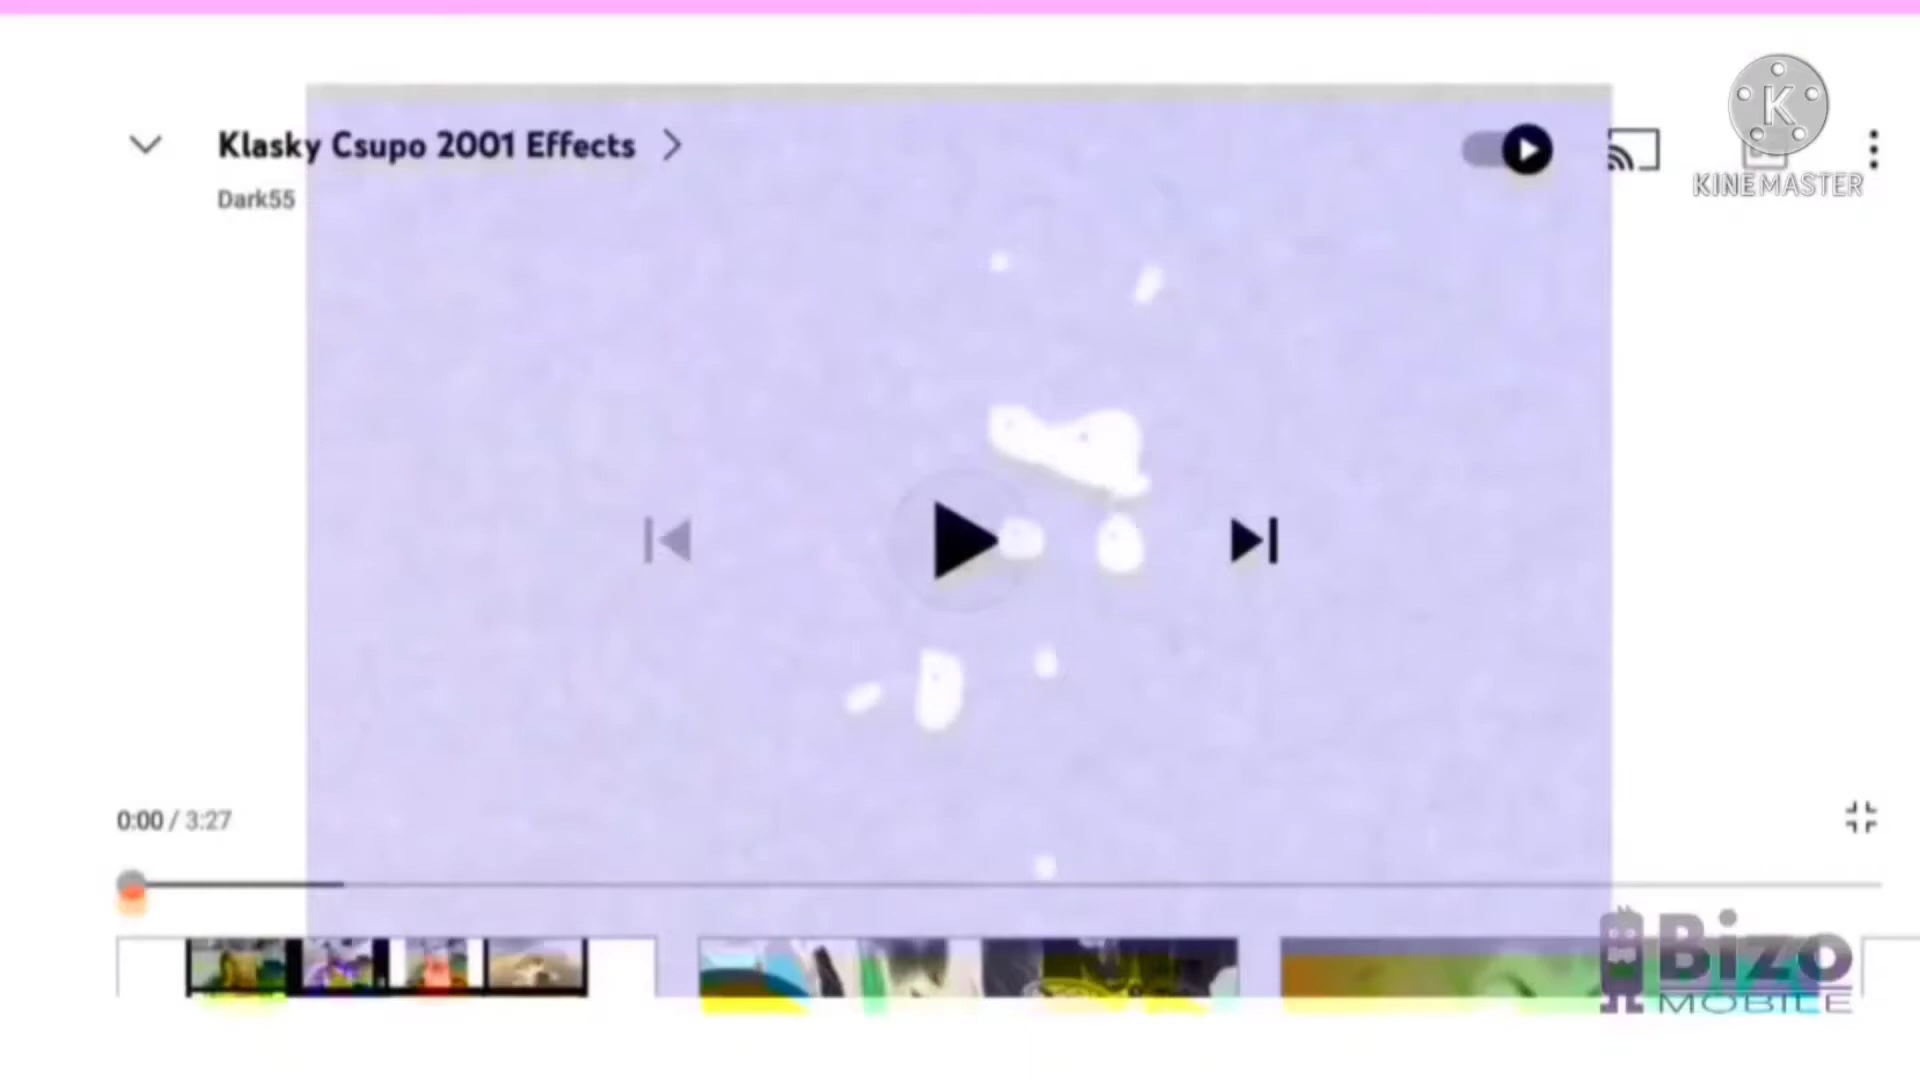 Klasky Csupo 2001 Effects
Dark55
K
KINEMASTER
0:00 / 3:27
Bizo
MOBILE